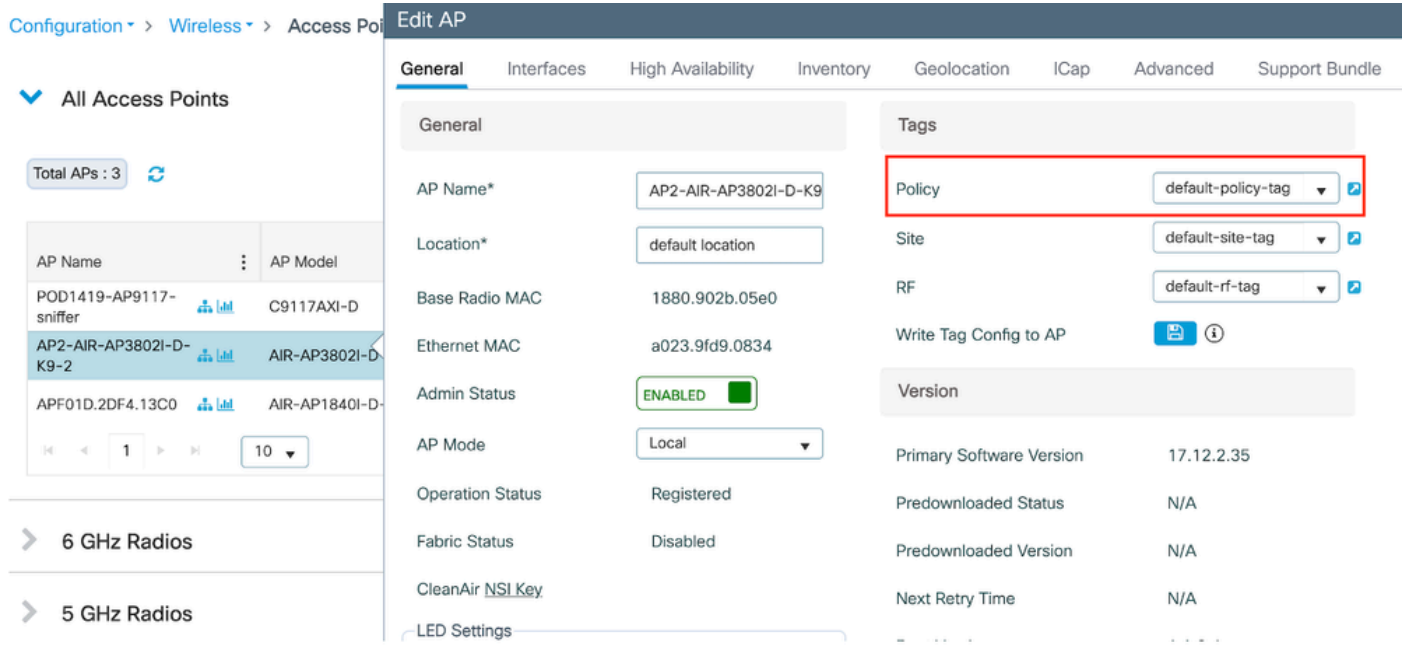 Configuration > Wireless > Access Poi
All Access Points
Total APs : 3
AP Name
AP Model
POD1419-AP9117-
sniffer
C9117AXI-D
AP2-AIR-AP3802I-D-
K9-2
AIR-AP3802I-D
APF01D.2DF4.13C0
AIR-AP1840I-D-
1
10
6 GHz Radios
5 GHz Radios
Edit AP
General Interfaces High Availability Inventory Geolocation ICap Advanced Support Bundle
General
AP Name* AP2-AIR-AP3802I-D-K9
Location* default location
Base Radio MAC 1880.902b.05e0
Ethernet MAC a023.9fd9.0834
Admin Status ENABLED
AP Mode Local
Operation Status Registered
Fabric Status Disabled
CleanAir NSI Key
LED Settings
Tags
Policy default-policy-tag
Site default-site-tag
RF default-rf-tag
Write Tag Config to AP
Version
Primary Software Version 17.12.2.35
Predownloaded Status N/A
Predownloaded Version N/A
Next Retry Time N/A